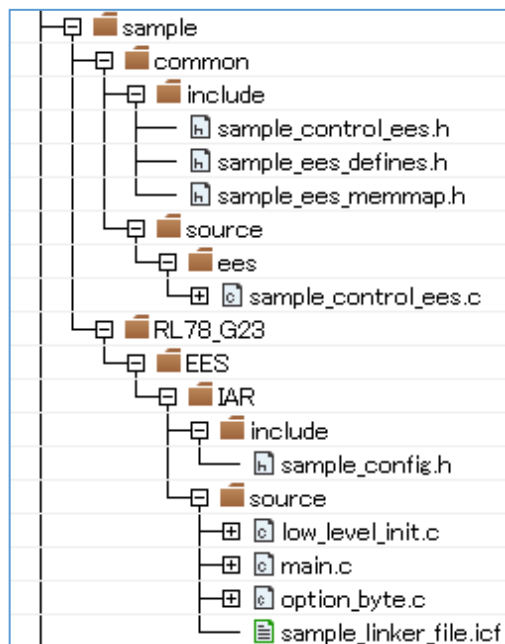 sample
common
include
sample_control_ees.h
sample_ees_defines.h
sample_ees_memmap.h
source
ees
sample_control_ees.c
RL78_G23
EES
IAR
include
sample_config.h
source
low_level_init.c
main.c
option_byte.c
sample_linker_file.icf